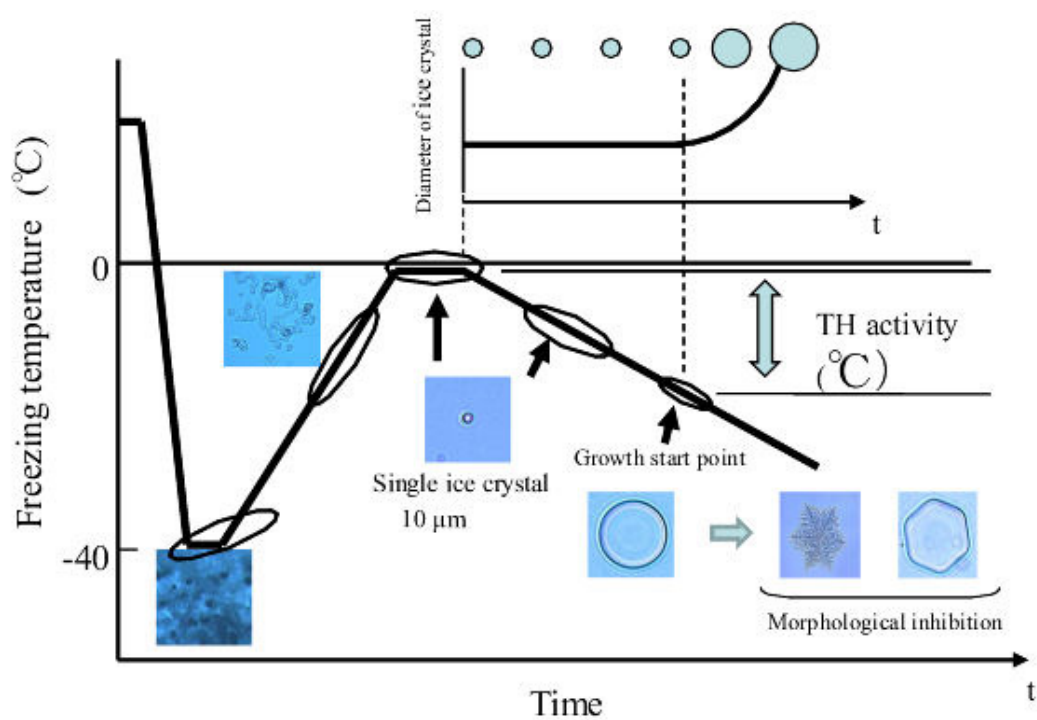 Diameter of ice crystal
t
Freezing temperature (℃)
0
-40
TH activity
(℃)
Single ice crystal
10 μm
Growth start point
Morphological inhibition
Time
t